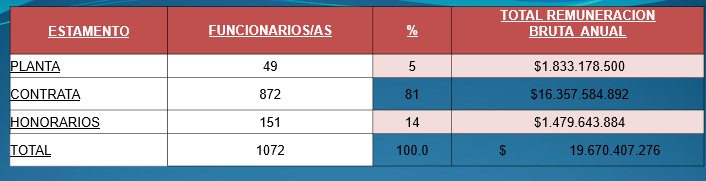 ESTAMENTO FUNCIONARIOS/AS % TOTAL REMUNERACION
BRUTA ANUAL
PLANTA 49 5 $1.833.178.500
CONTRATA 872 81 $16.357.584.892
HONORARIOS 151 14 $1.479.643.884
TOTAL 1072 100.0 $ 19.670.407.276